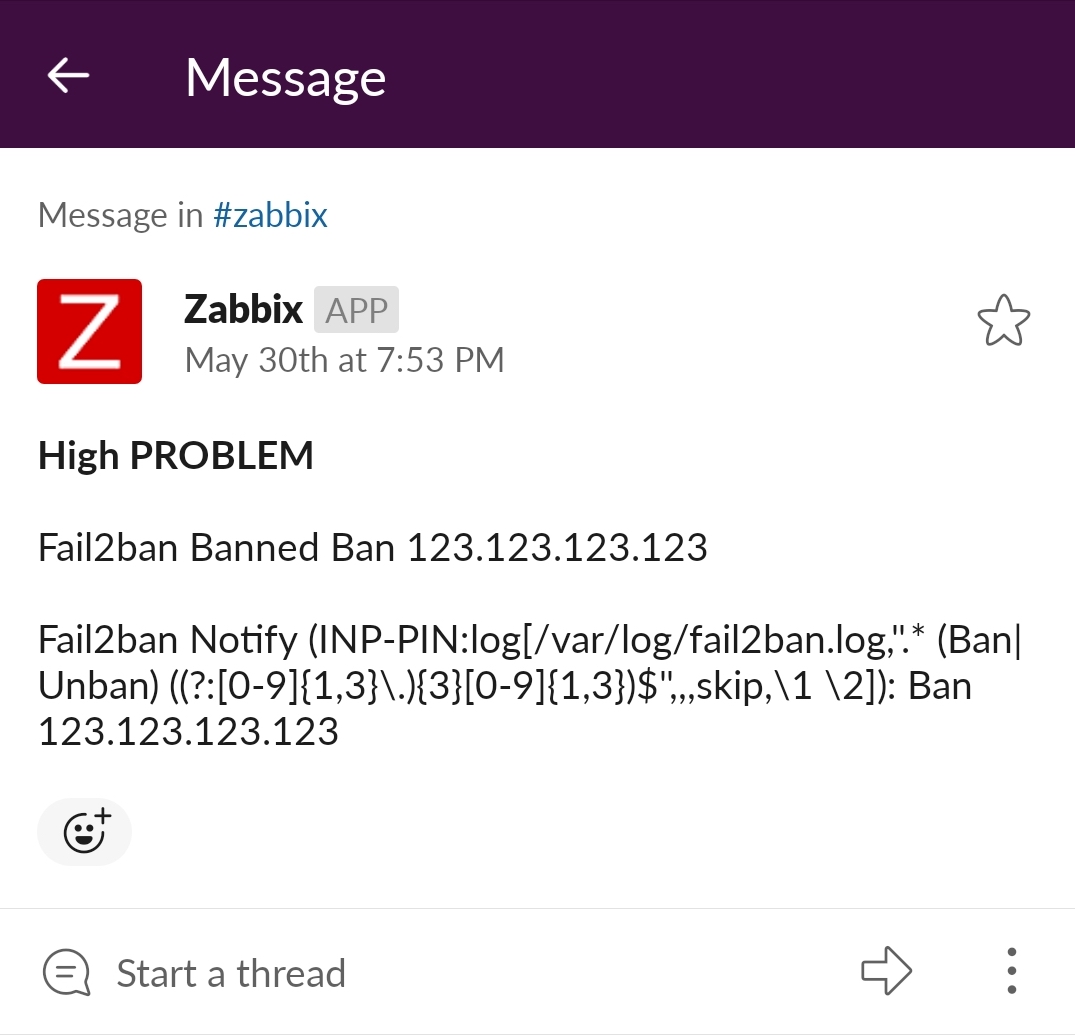 Message
Message in #zabbix
Z
Zabbix APP
May 30th at 7:53 PM
High PROBLEM
Fail2ban Banned Ban 123.123.123.123
Fail2ban Notify (INP-PIN:log[/var/log/fail2ban.log,".* (Ban|
Unban) ((?:[0-9]{1,3}\.){3}[0-9]{1,3})$",,,skip,\1 \2]): Ban
123.123.123.123
Start a thread